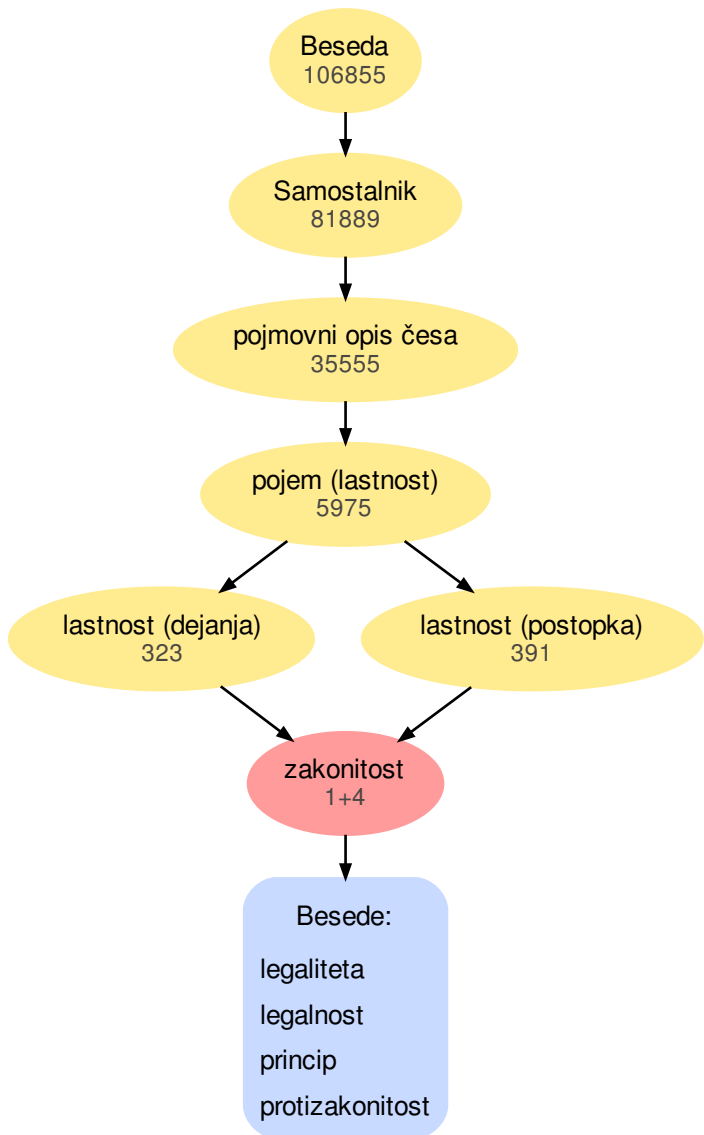 Beseda
106855
Samostalnik
81889
pojmovni opis česa
35555
pojem (lastnost)
5975
lastnost (dejanja)
323
lastnost (postopka)
391
zakonitost
1+4
Besede:
legaliteta
legalnost
princip
protizakonitost